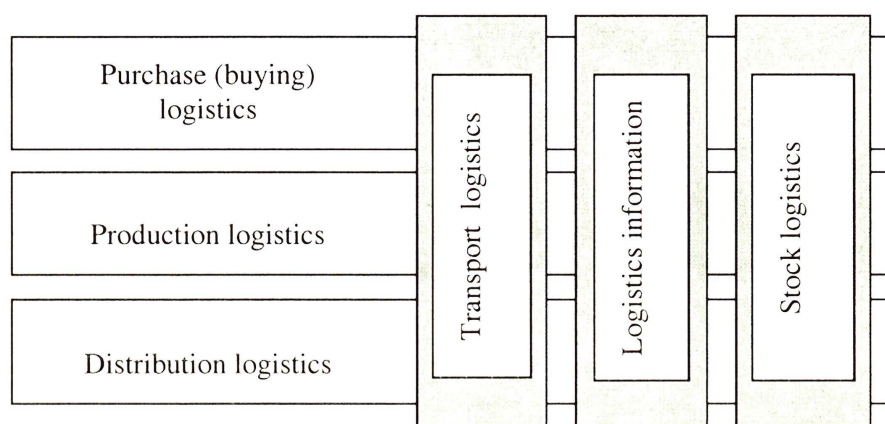 Purchase (buying)
logistics
Production logistics
Distribution logistics
Transport logistics
Logistics information
Stock logistics